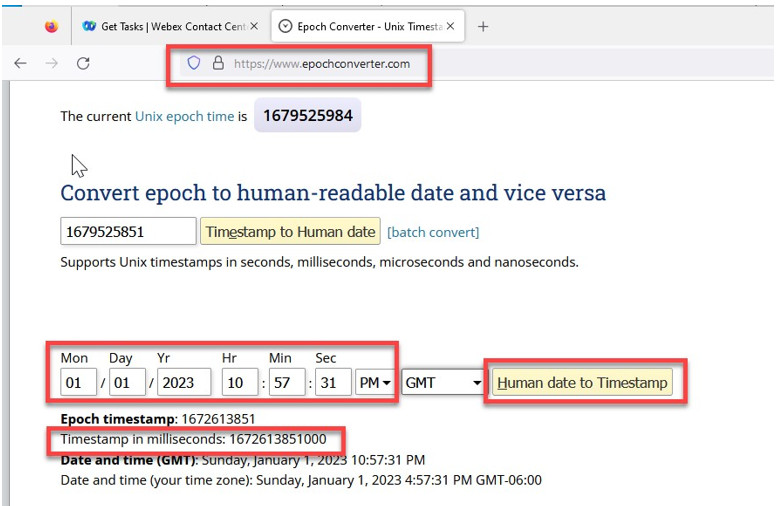 Get Tasks | Webex Contact Cent
Epoch Converter - Unix Timesta
https://www.epochconverter.com
The current Unix epoch time is 1679525984
Convert epoch to human-readable date and vice versa
1679525851 Timestamp to Human date [batch convert]
Supports Unix timestamps in seconds, milliseconds, microseconds and nanoseconds.
Mon Day Yr Hr Min Sec
01 / 01 / 2023 10 : 57 : 31 PM GMT Human date to Timestamp
Epoch timestamp: 1672613851
Timestamp in milliseconds: 1672613851000
Date and time (GMT): Sunday, January 1, 2023 10:57:31 PM
Date and time (your time zone): Sunday, January 1, 2023 4:57:31 PM GMT-06:00